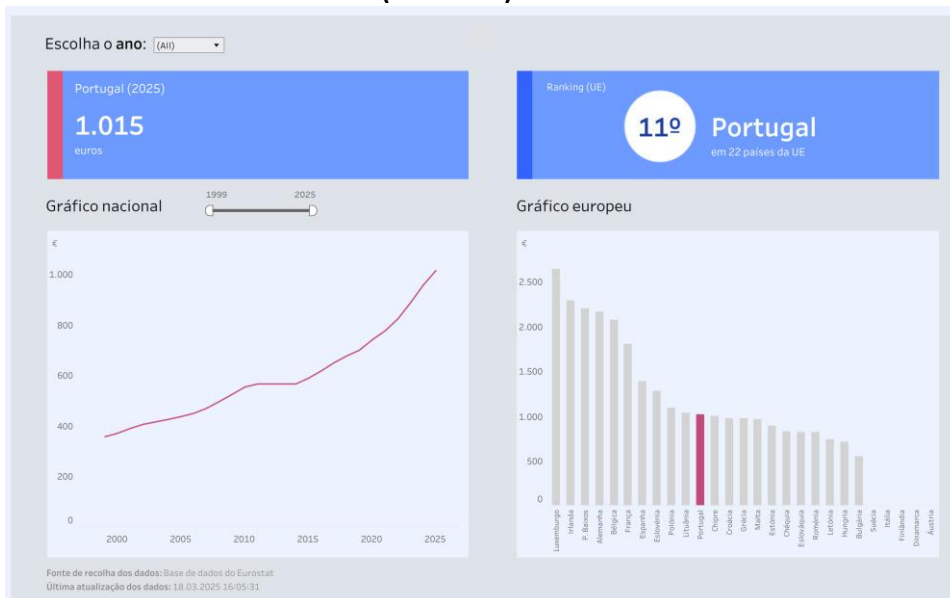 Escolha o ano: (All)
Portugal (2025)
1.015
euros
Ranking (UE)
11º
Portugal
em 22 países da UE
Gráfico nacional
1999
2025
Gráfico europeu
€
1.000
800
600
400
200
0
2000
2005
2010
2015
2020
2025
€
2.500
2.000
1.500
1.000
500
0
Luxemburgo
Irlanda
P. Baixos
Alemanha
Bélgica
França
Espanha
Eslovénia
Polónia
Lituânia
Portugal
Chipre
Croácia
Grécia
Malta
Estónia
Chéquia
Eslováquia
Roménia
Letónia
Hungria
Bulgária
Suécia
Itália
Finlândia
Dinamarca
Áustria
Fonte de recolha dos dados: Base de dados do Eurostat
Última atualização dos dados: 18.03.2025 16:05:31